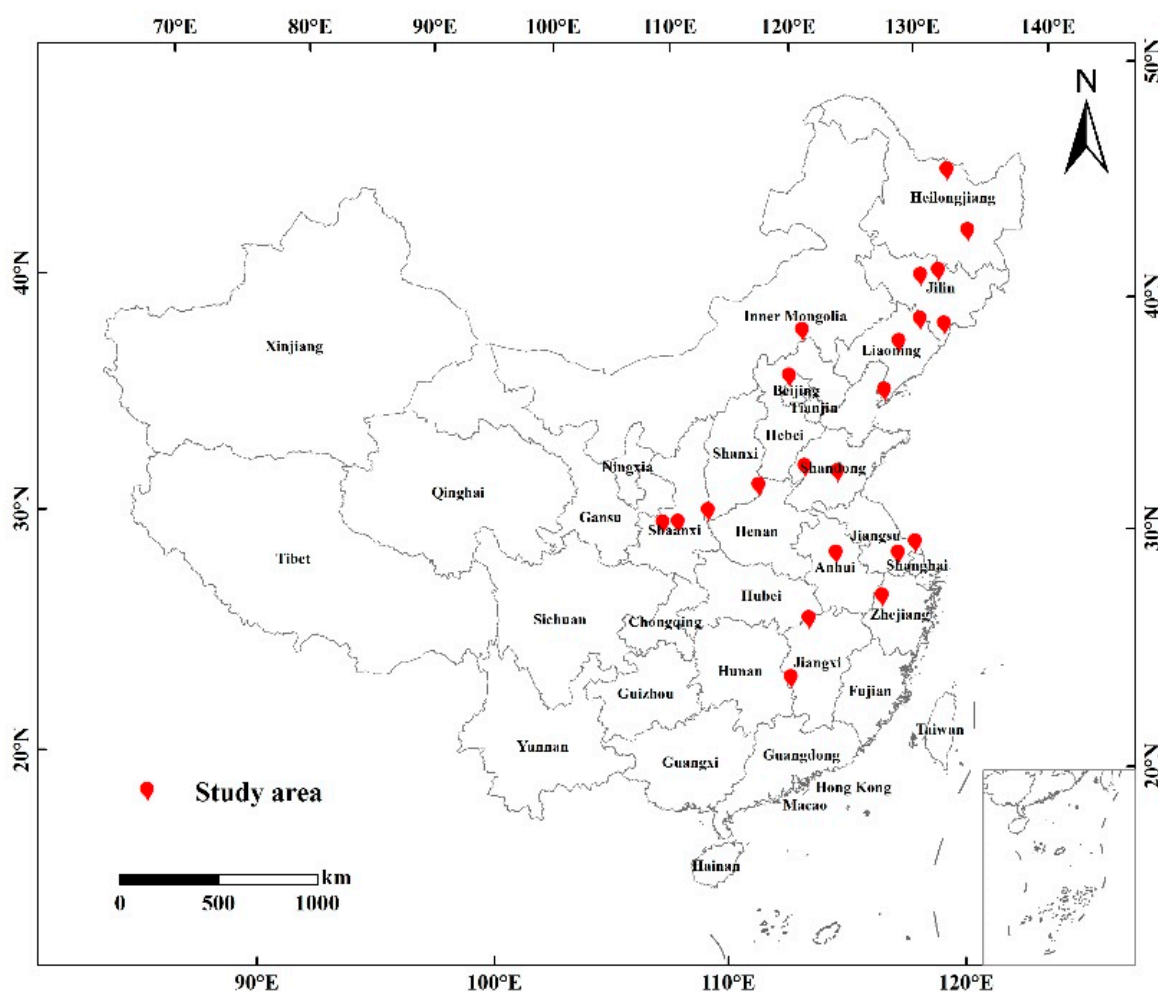 70°E 80°E 90°E 100°E 110°E 120°E 130°E 140°E
50°N
N
Heilongjiang
40°N
Jilin
40°N
Inner Mongolia
Xinjiang
Liaoning
Beijing
Tianjin
Hebei
Shanxi
Ningxia
Shandong
Qinghai
30°N
Gansu
Shaanxi
Henan
Jiangsu
30°N
Tibet
Anhui
Shanghai
Hubei
Sichuan
Chongqing
Zhejiang
Hunan
Jiangxi
Guizhou
Fujian
Yunnan
Taiwan
20°N
Guangxi
Guangdong
20°N
Study area
Hong Kong
Macao
Hainan
km
0 500 1000
90°E 100°E 110°E 120°E